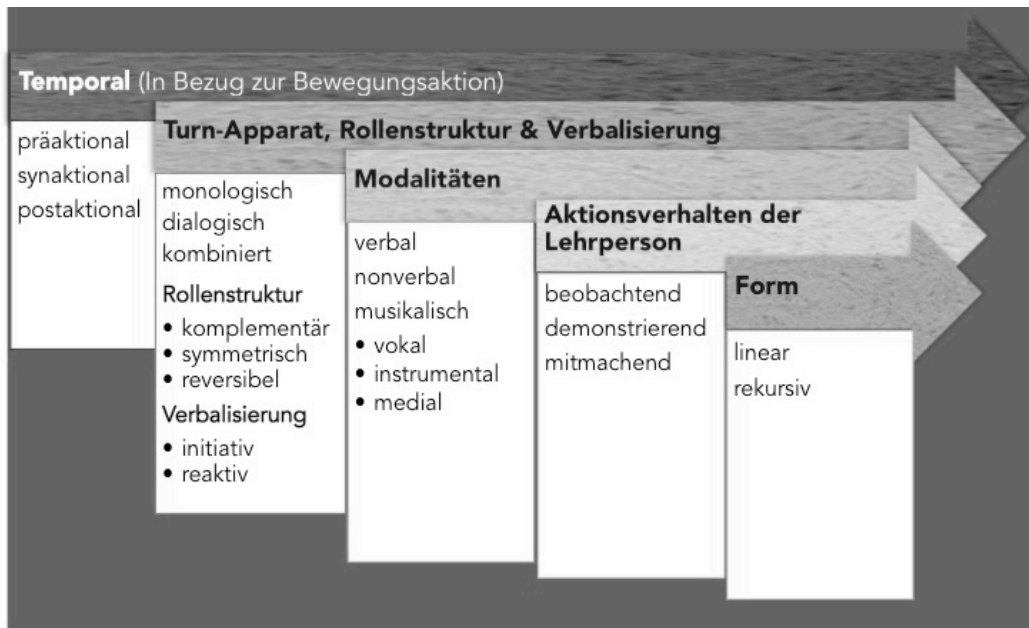 Temporal (In Bezug zur Bewegungsaktion)
präaktional
synaktional
postaktional
Turn-Apparat, Rollenstruktur & Verbalisierung
monologisch
dialogisch
kombiniert
Rollenstruktur
• komplementär
• symmetrisch
• reversibel
Verbalisierung
• initiativ
• reaktiv
Modalitäten
verbal
nonverbal
musikalisch
• vokal
• instrumental
• medial
Aktionsverhalten der
Lehrperson
beobachtend
demonstrierend
mitmachend
Form
linear
rekursiv